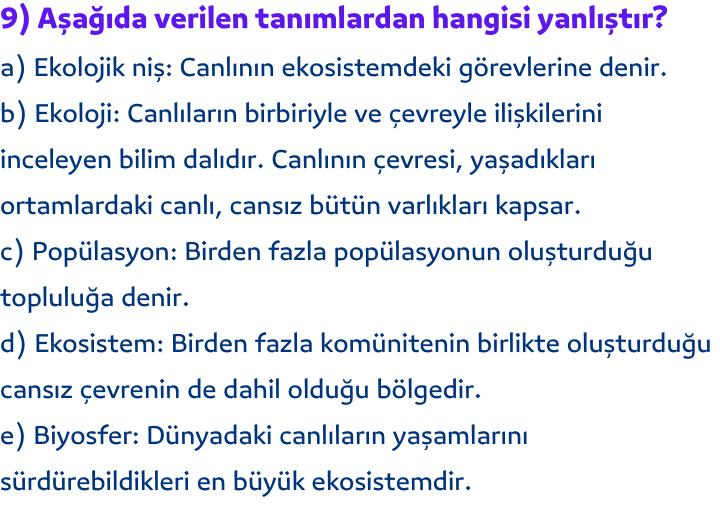 9) Aşağıda verilen tanımlardan hangisi yanlıştır?
a) Ekolojik niş: Canlının ekosistemdeki görevlerine denir.
b) Ekoloji: Canlıların birbiriyle ve çevreyle ilişkilerini
inceleyen bilim dalıdır. Canlının çevresi, yaşadıkları
ortamlardaki canlı, cansız bütün varlıkları kapsar.
c) Popülasyon: Birden fazla popülasyonun oluşturduğu
topluluğa denir.
d) Ekosistem: Birden fazla komünitenin birlikte oluşturduğu
cansız çevrenin de dahil olduğu bölgedir.
e) Biyosfer: Dünyadaki canlıların yaşamlarını
sürdürebildikleri en büyük ekosistemdir.